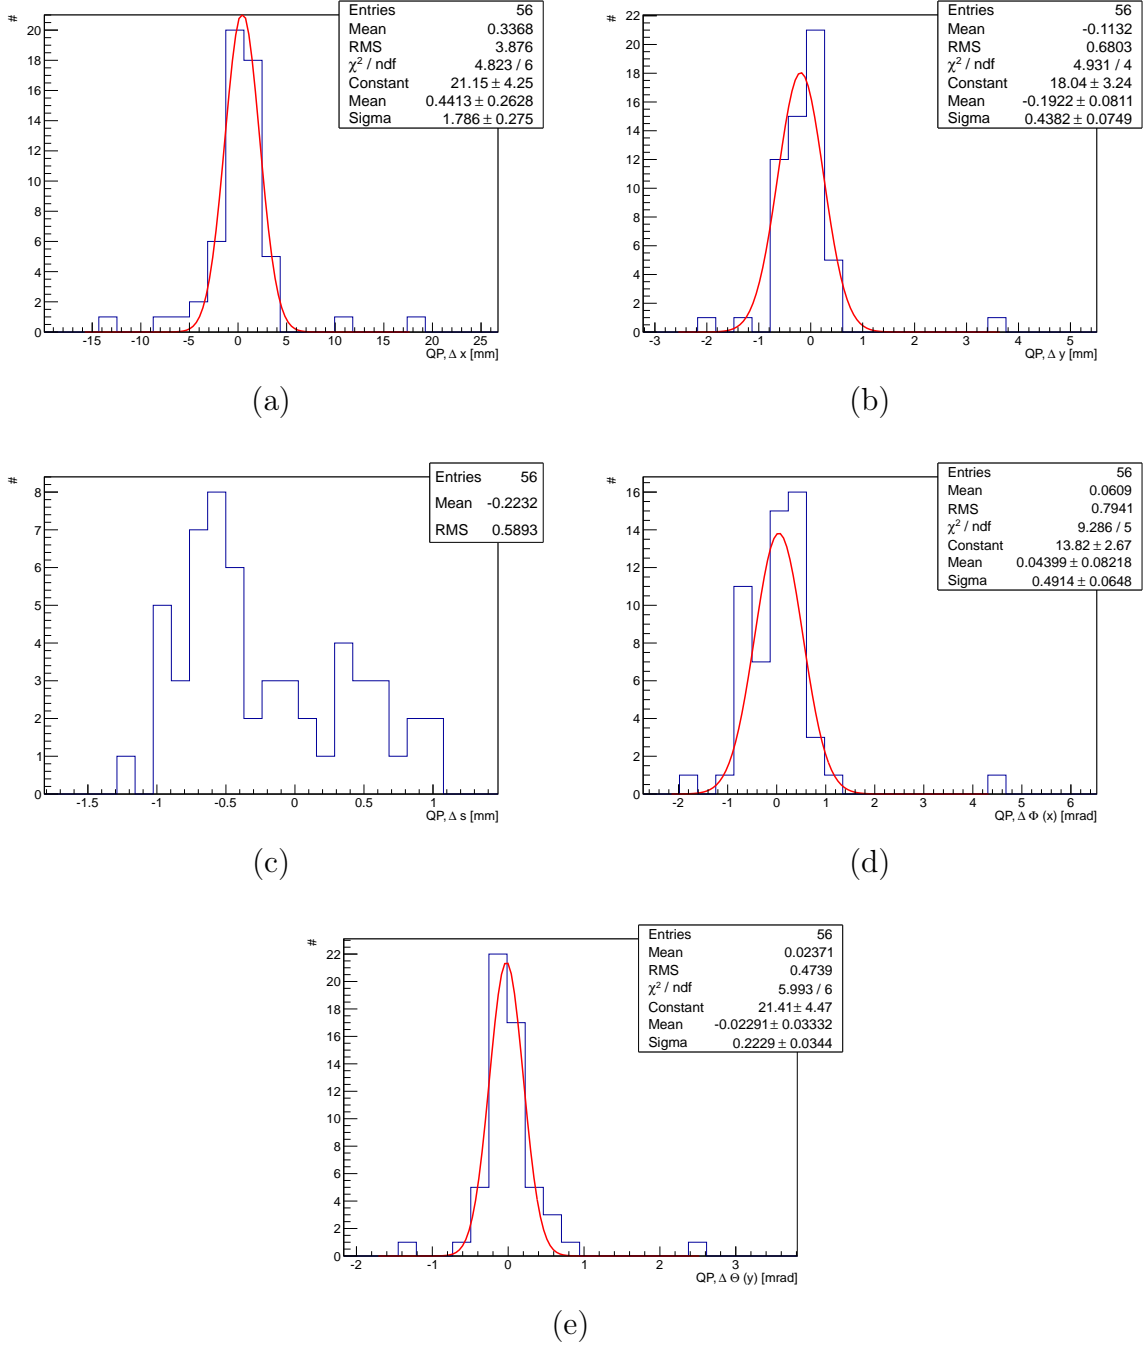 #
Entries 56
Mean 0.3368
RMS 3.876
χ² / ndf 4.823 / 6
Constant 21.15 ± 4.25
Mean 0.4413 ± 0.2628
Sigma 1.786 ± 0.275
20
18
16
14
12
10
8
6
4
2
0
-15 -10 -5 0 5 10 15 20 25
QP, Δ x [mm]
(a)
#
Entries 56
Mean -0.1132
RMS 0.6803
χ² / ndf 4.931 / 4
Constant 18.04 ± 3.24
Mean -0.1922 ± 0.0811
Sigma 0.4382 ± 0.0749
22
20
18
16
14
12
10
8
6
4
2
0
-3 -2 -1 0 1 2 3 4 5
QP, Δ y [mm]
(b)
#
Entries 56
Mean -0.2232
RMS 0.5893
8
7
6
5
4
3
2
1
0
-1.5 -1 -0.5 0 0.5 1
QP, Δ s [mm]
(c)
#
Entries 56
Mean 0.0609
RMS 0.7941
χ² / ndf 9.286 / 5
Constant 13.82 ± 2.67
Mean 0.04399 ± 0.08218
Sigma 0.4914 ± 0.0648
16
14
12
10
8
6
4
2
0
-2 -1 0 1 2 3 4 5 6
QP, Δ Φ (x) [mrad]
(d)
#
Entries 56
Mean 0.02371
RMS 0.4739
χ² / ndf 5.993 / 6
Constant 21.41 ± 4.47
Mean -0.02291 ± 0.03332
Sigma 0.2229 ± 0.0344
22
20
18
16
14
12
10
8
6
4
2
0
-2 -1 0 1 2 3
QP, Δ Θ (y) [mrad]
(e)